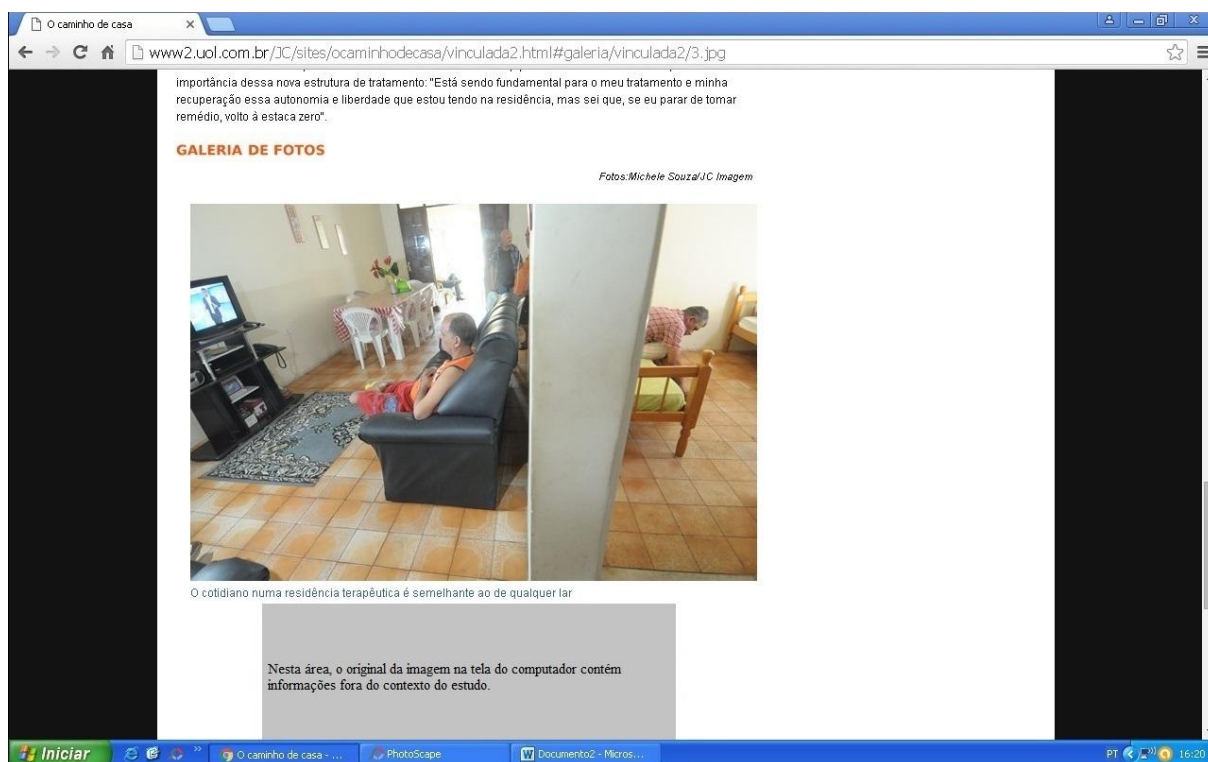 O caminho de casa
www2.uol.com.br/JC/sites/ocaminhodecasa/vinculada2.html#galeria/vinculada2/3.jpg
importância dessa nova estrutura de tratamento: "Está sendo fundamental para o meu tratamento e minha
recuperação essa autonomia e liberdade que estou tendo na residência, mas sei que, se eu parar de tomar
remédio, volto à estaca zero".
GALERIA DE FOTOS
Fotos:Michele Souza/JC Imagem
O cotidiano numa residência terapêutica é semelhante ao de qualquer lar
Nesta área, o original da imagem na tela do computador contém
informações fora do contexto do estudo.
Iniciar
O caminho de casa - ...
PhotoScape
Documento2 - Micros...
PT
16:20